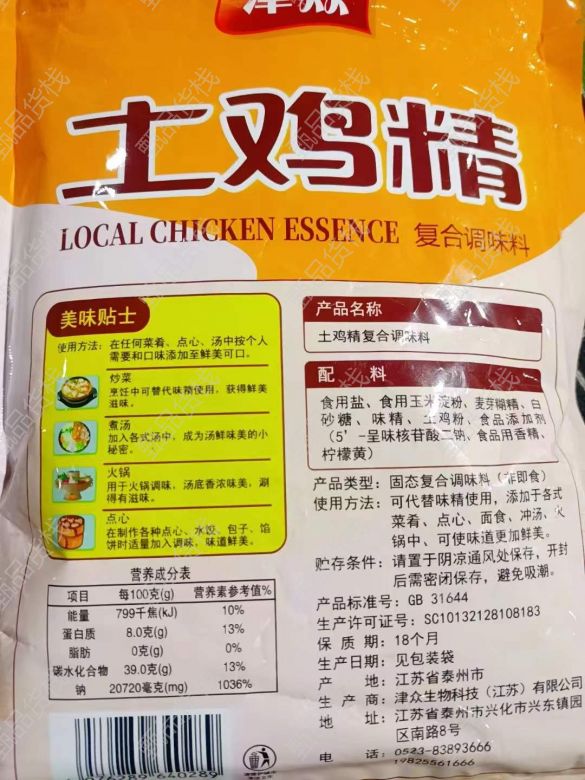 津众
土鸡精
LOCAL CHICKEN ESSENCE 复合调味料
美味贴士
使用方法：在任何菜肴、点心、汤中按个人
需要和口味添加至鲜美可口。
炒菜
烹饪中可替代味精使用，获得鲜美
滋味。
煮汤
加入各式汤中，成为汤鲜味美的小
秘密。
火锅
用于火锅调味，汤底香浓味美，涮
得有滋味。
点心
在制作各种点心、水饺、包子、馅
饼时适量加入调味，味道鲜美。
营养成分表
项目 每100克(g) 营养素参考值%
能量 799千焦(kJ) 10%
蛋白质 8.0克(g) 13%
脂肪 0克(g) 0%
碳水化合物 39.0克(g) 13%
钠 20720毫克(mg) 1036%
产品名称
土鸡精复合调味料
配 料
食用盐、食用玉米淀粉、麦芽糊精、白
砂糖、味精、土鸡粉、食品添加剂
（5'-呈味核苷酸二钠、食品用香精、
柠檬黄）
产品类型：固态复合调味料（非即食）
使用方法：可代替味精使用，添加于各式
菜肴、点心、面食、冲汤、火
锅中、可使味道更加鲜美。
贮存条件：请置于阴凉通风处保存，开封
后需密闭保存，避免吸潮。
产品标准号：GB 31644
生产许可证号：SC10132128108183
保 质 期：18个月
生产日期：见包装袋
产 地：江苏省泰州市
生 产 商：津众生物科技（江苏）有限公司
地 址：江苏省泰州市兴化市兴东镇园
区南路8号
电 话：0523-83893666
19825561666
甄品货栈